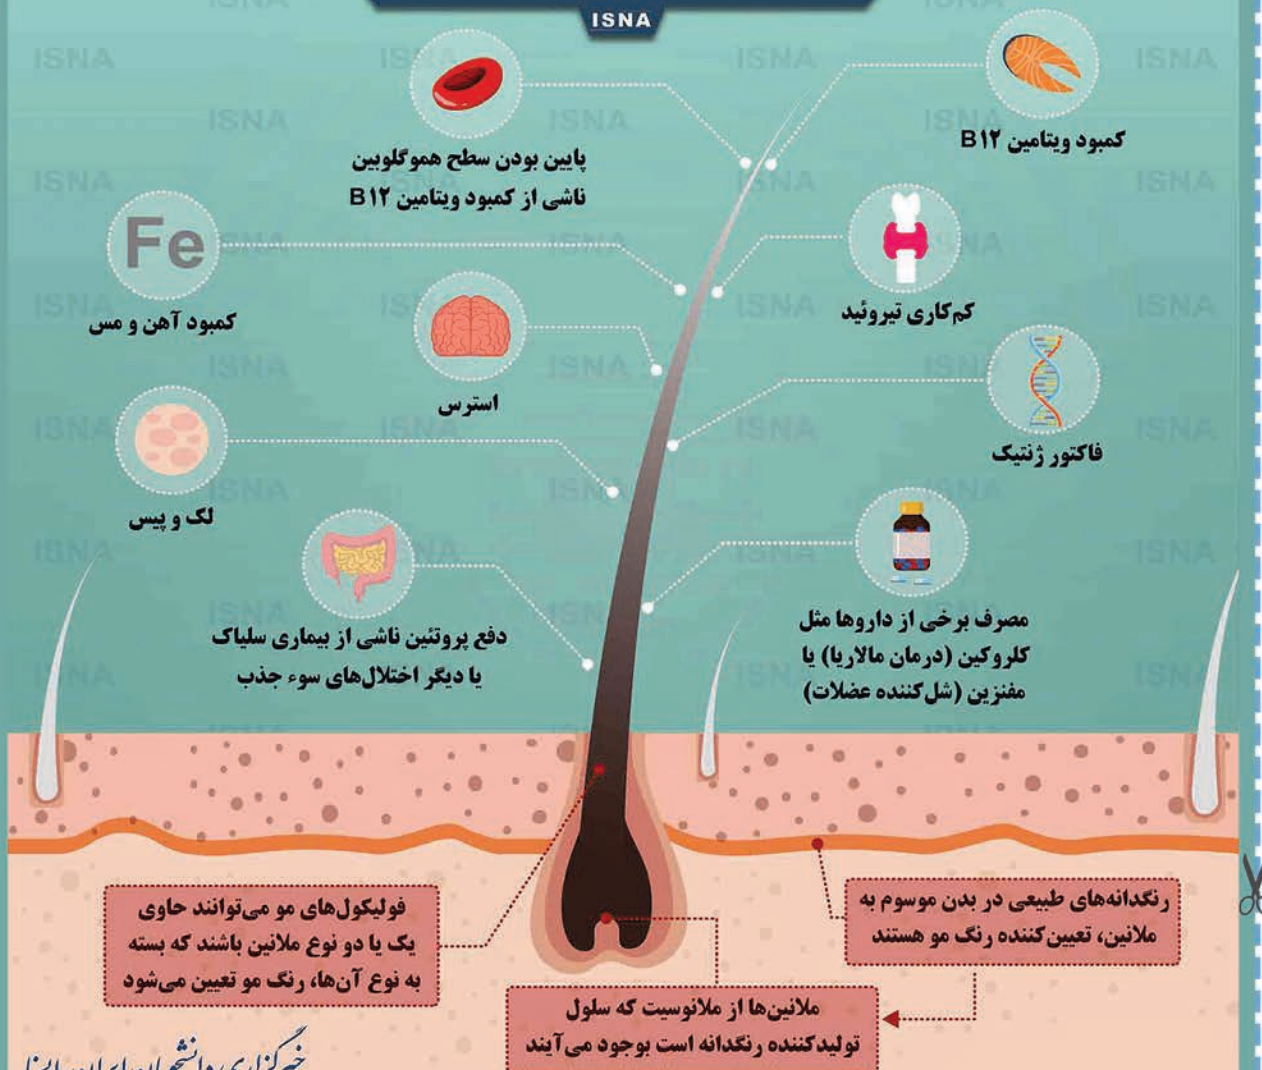 ISNA
کمبود ویتامین B۱۲
پایین بودن سطح هموگلوبین
ناشی از کمبود ویتامین B۱۲
Fe
کمبود آهن و مس
کم‌کاری تیروئید
استرس
فاکتور ژنتیک
لک و پیس
مصرف برخی از داروها مثل
کلروکین (درمان مالاریا) یا
مفنزین (شل‌کننده عضلات)
دفع پروتئین ناشی از بیماری سلیاک
یا دیگر اختلال‌های سوء جذب
رنگدانه‌های طبیعی در بدن موسوم به
ملانین، تعیین‌کننده رنگ مو هستند
فولیکول‌های مو می‌توانند حاوی
یک یا دو نوع ملانین باشند که بسته
به نوع آن‌ها، رنگ مو تعیین می‌شود
ملانین‌ها از ملانوسیت که سلول
تولیدکننده رنگدانه است بوجود می‌آیند
خبرگزاری دانشجویان ایران - ایسنا